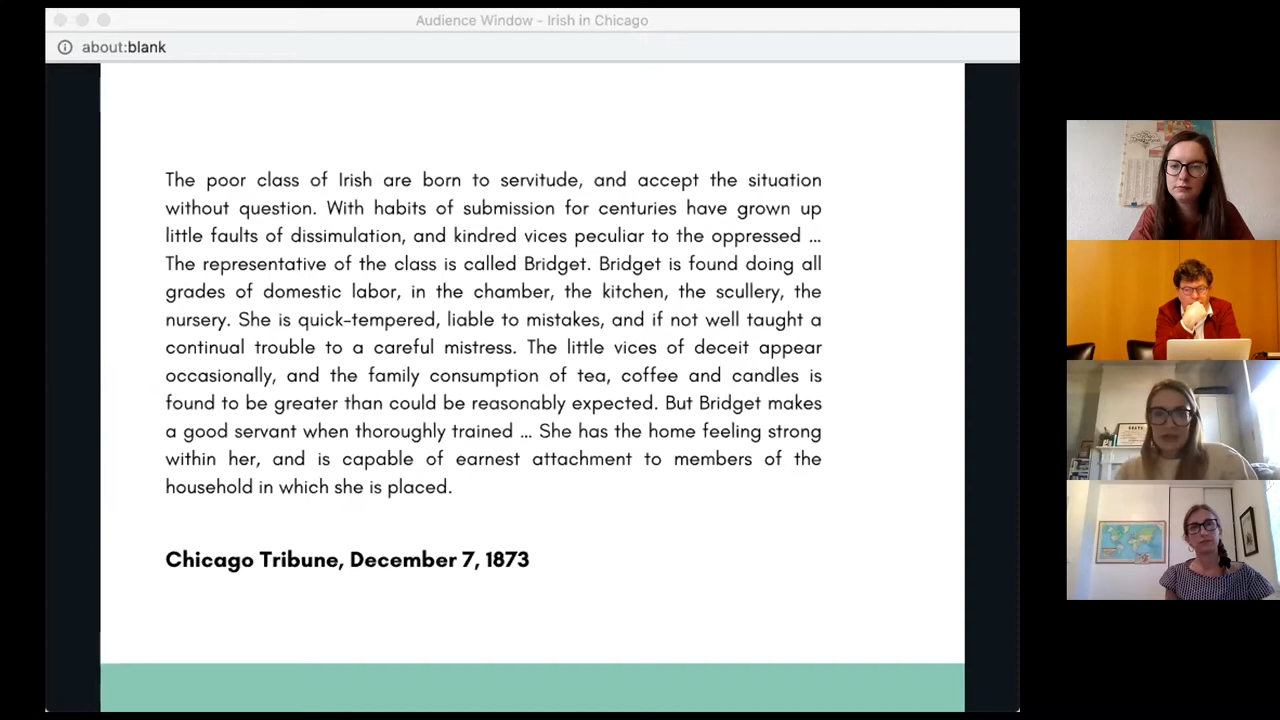 Audience Window - Irish in Chicago
about:blank
The poor class of Irish are born to servitude, and accept the situation
without question. With habits of submission for centuries have grown up
little faults of dissimulation, and kindred vices peculiar to the oppressed ...
The representative of the class is called Bridget. Bridget is found doing all
grades of domestic labor, in the chamber, the kitchen, the scullery, the
nursery. She is quick-tempered, liable to mistakes, and if not well taught a
continual trouble to a careful mistress. The little vices of deceit appear
occasionally, and the family consumption of tea, coffee and candles is
found to be greater than could be reasonably expected. But Bridget makes
a good servant when thoroughly trained ... She has the home feeling strong
within her, and is capable of earnest attachment to members of the
household in which she is placed.
Chicago Tribune, December 7, 1873